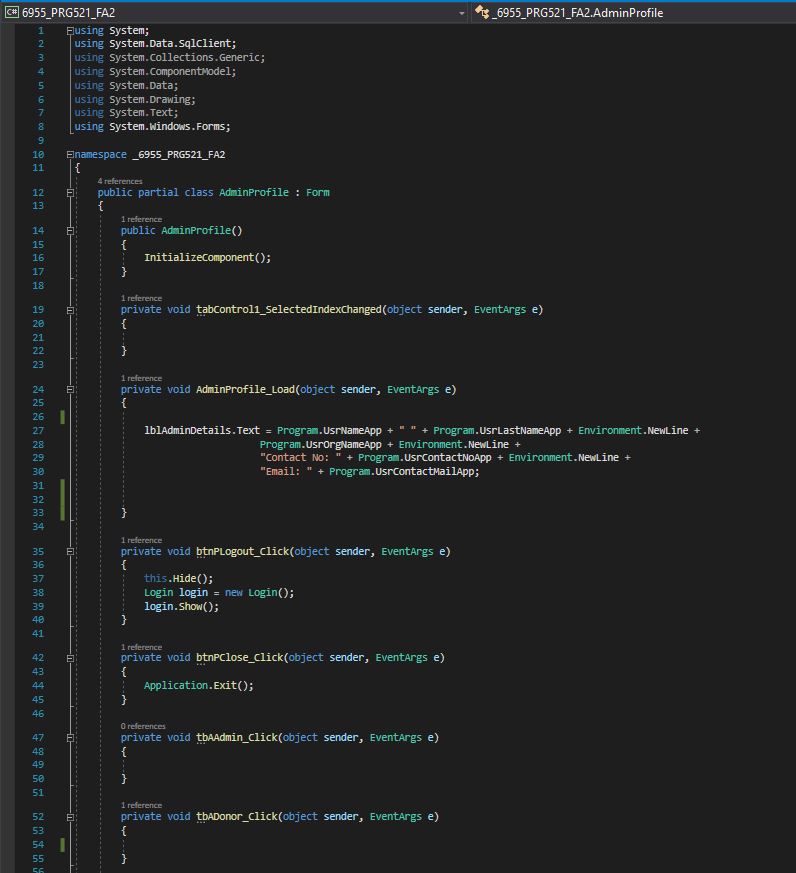 C# 6955_PRG521_FA2 _6955_PRG521_FA2.AdminProfile
1 using System;
2 using System.Data.SqlClient;
3 using System.Collections.Generic;
4 using System.ComponentModel;
5 using System.Data;
6 using System.Drawing;
7 using System.Text;
8 using System.Windows.Forms;
9
10 namespace _6955_PRG521_FA2
11 {
4 references
12 public partial class AdminProfile : Form
13 {
1 reference
14 public AdminProfile()
15 {
16 InitializeComponent();
17 }
18
1 reference
19 private void tabControl1_SelectedIndexChanged(object sender, EventArgs e)
20 {
21
22 }
23
1 reference
24 private void AdminProfile_Load(object sender, EventArgs e)
25 {
26
27 lblAdminDetails.Text = Program.UsrNameApp + " " + Program.UsrLastNameApp + Environment.NewLine +
28 Program.UsrOrgNameApp + Environment.NewLine +
29 "Contact No: " + Program.UsrContactNoApp + Environment.NewLine +
30 "Email: " + Program.UsrContactMailApp;
31
32
33 }
34
1 reference
35 private void btnPLogout_Click(object sender, EventArgs e)
36 {
37 this.Hide();
38 Login login = new Login();
39 login.Show();
40 }
41
1 reference
42 private void btnPClose_Click(object sender, EventArgs e)
43 {
44 Application.Exit();
45 }
46
0 references
47 private void tbAAdmin_Click(object sender, EventArgs e)
48 {
49
50 }
51
1 reference
52 private void tbADonor_Click(object sender, EventArgs e)
53 {
54
55 }
56